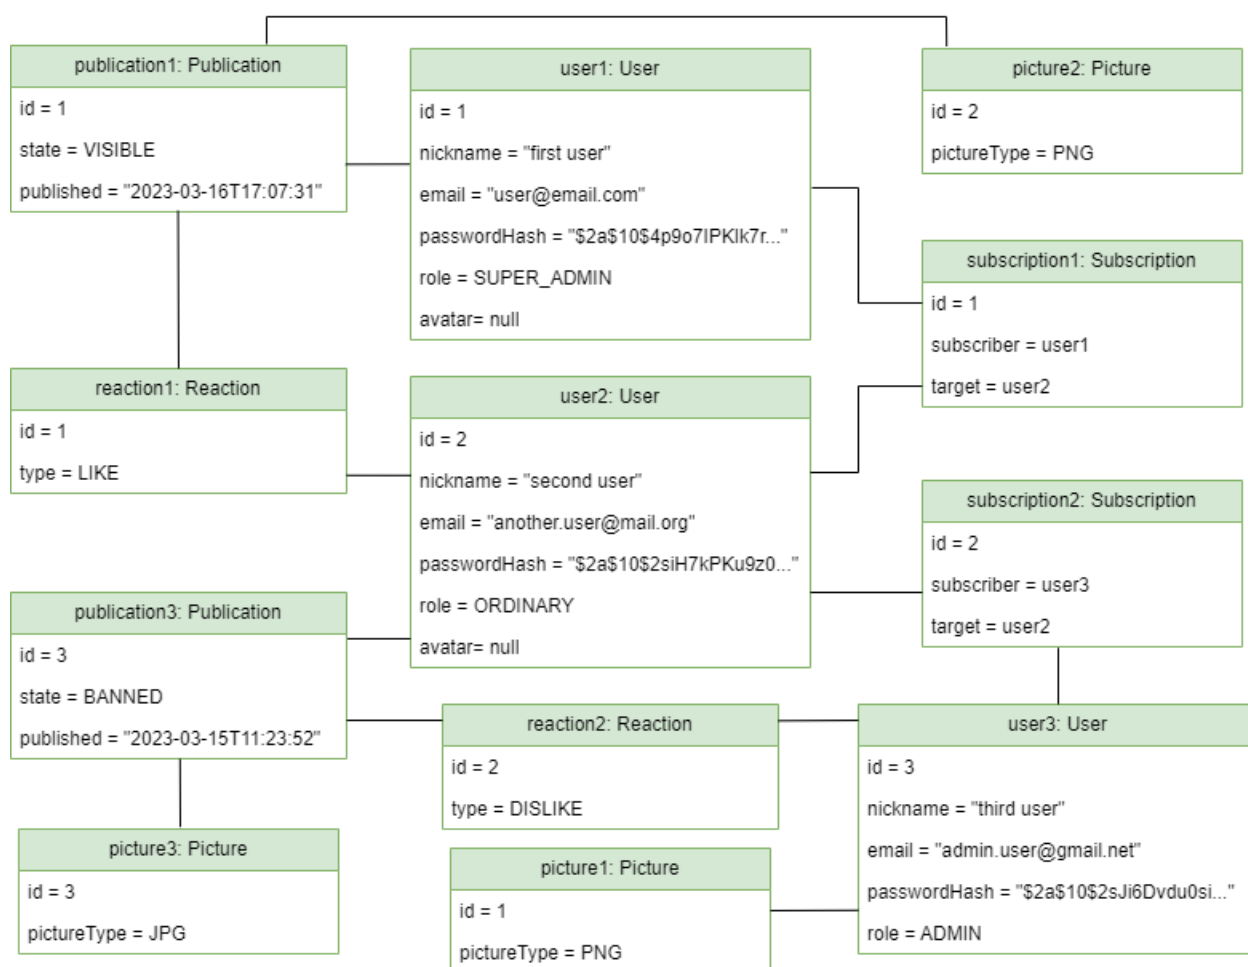 publication1: Publication
id = 1
state = VISIBLE
published = "2023-03-16T17:07:31"
user1: User
id = 1
nickname = "first user"
email = "user@email.com"
passwordHash = "$2a$10$4p9o7IPKlk7r..."
role = SUPER_ADMIN
avatar= null
picture2: Picture
id = 2
pictureType = PNG
subscription1: Subscription
id = 1
subscriber = user1
target = user2
reaction1: Reaction
id = 1
type = LIKE
user2: User
id = 2
nickname = "second user"
email = "another.user@mail.org"
passwordHash = "$2a$10$2siH7kPKu9z0..."
role = ORDINARY
avatar= null
subscription2: Subscription
id = 2
subscriber = user3
target = user2
publication3: Publication
id = 3
state = BANNED
published = "2023-03-15T11:23:52"
reaction2: Reaction
id = 2
type = DISLIKE
user3: User
id = 3
nickname = "third user"
email = "admin.user@gmail.net"
passwordHash = "$2a$10$2sJi6Dvdu0si..."
role = ADMIN
picture3: Picture
id = 3
pictureType = JPG
picture1: Picture
id = 1
pictureType = PNG